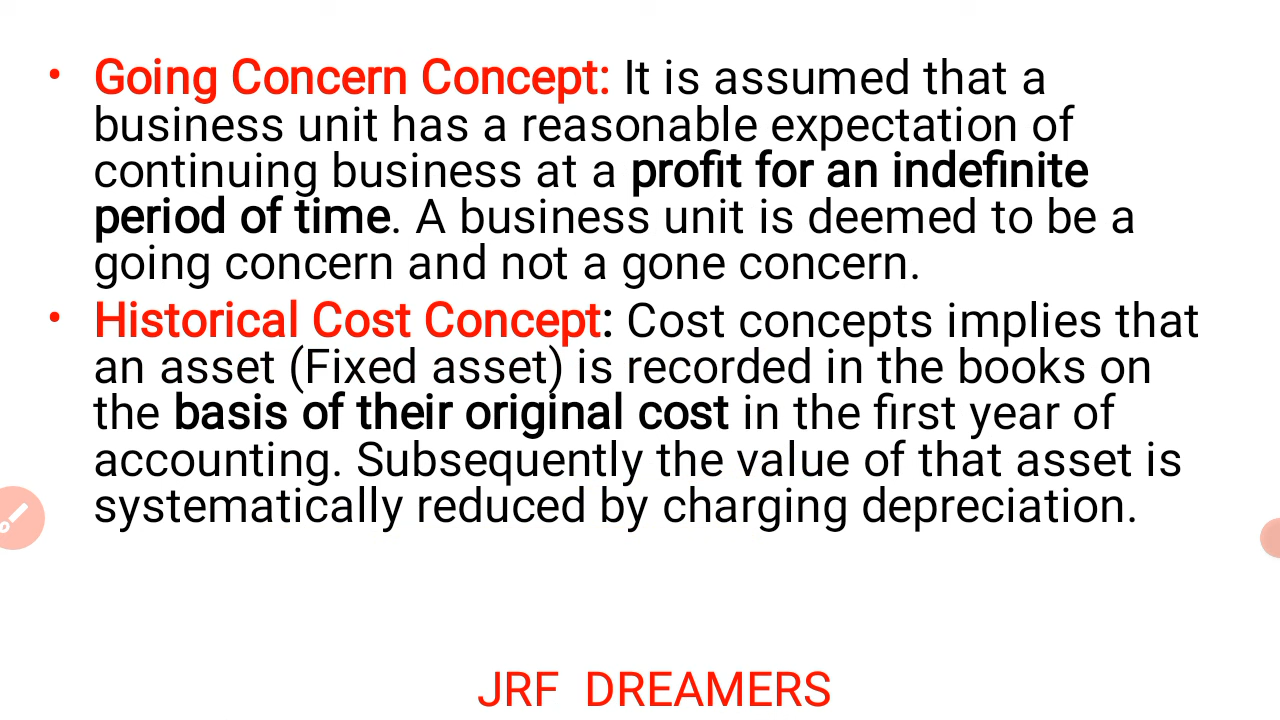 • Going Concern Concept: It is assumed that a
business unit has a reasonable expectation of
continuing business at a profit for an indefinite
period of time. A business unit is deemed to be a
going concern and not a gone concern.
• Historical Cost Concept: Cost concepts implies that
an asset (Fixed asset) is recorded in the books on
the basis of their original cost in the first year of
accounting. Subsequently the value of that asset is
systematically reduced by charging depreciation.
JRF DREAMERS